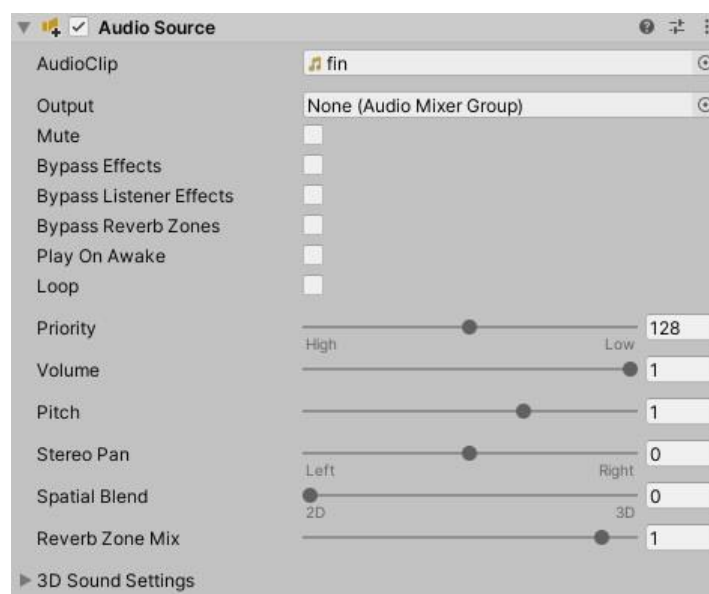 Audio Source
AudioClip fin
Output None (Audio Mixer Group)
Mute
Bypass Effects
Bypass Listener Effects
Bypass Reverb Zones
Play On Awake
Loop
Priority 128
High Low
Volume 1
Pitch 1
Stereo Pan 0
Left Right
Spatial Blend 0
2D 3D
Reverb Zone Mix 1
3D Sound Settings